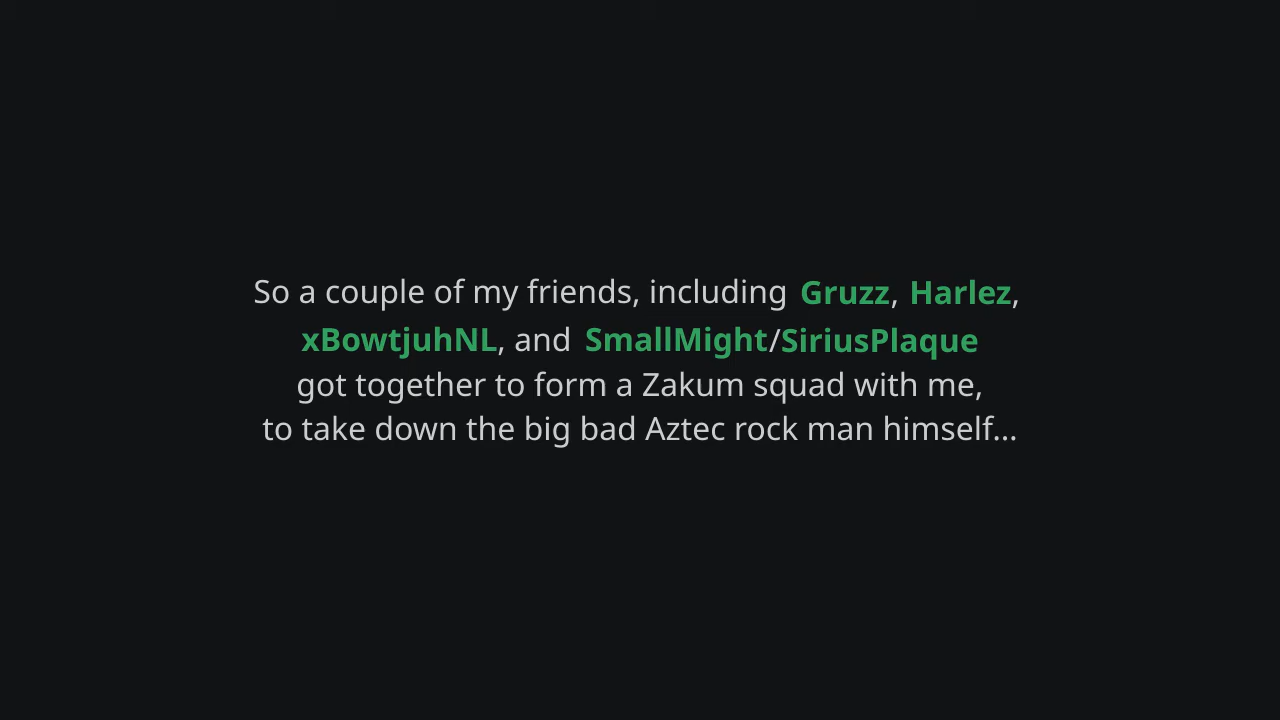 So a couple of my friends, including Gruzz, Harlez,
xBowtjuhNL, and SmallMight/SiriusPlaque
got together to form a Zakum squad with me,
to take down the big bad Aztec rock man himself...